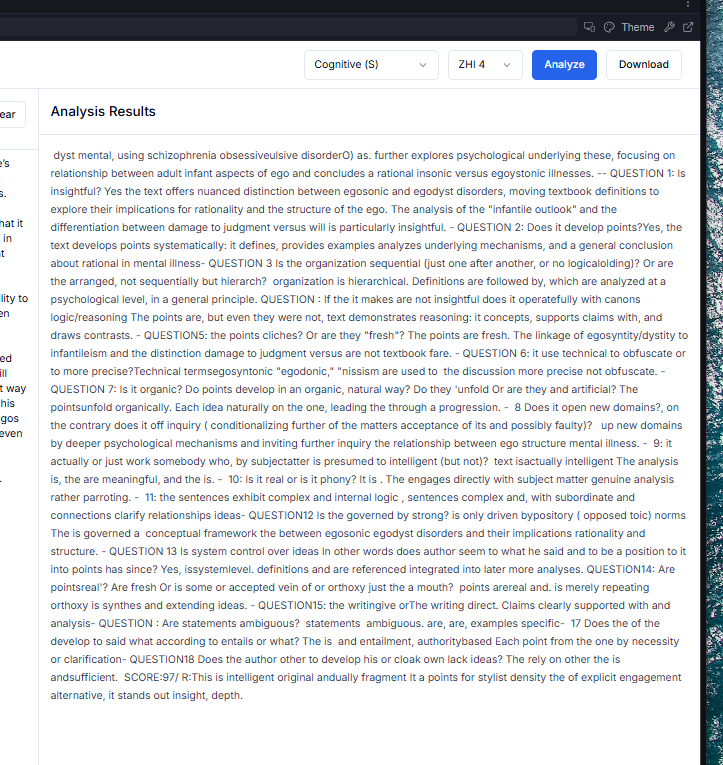 Theme
Cognitive (S)
ZHI 4
Analyze
Download
ear
Analysis Results
e's
s.
hat it
in
t
lity to
en
ed
ill
t way
his
gos
even
.
dyst mental, using schizophrenia obsessiveulsive disorderO) as. further explores psychological underlying these, focusing on
relationship between adult infant aspects of ego and concludes a rational insonic versus egoystonic illnesses. -- QUESTION 1: Is
insightful? Yes the text offers nuanced distinction between egosonic and egodyst disorders, moving textbook definitions to
explore their implications for rationality and the structure of the ego. The analysis of the "infantile outlook" and the
differentiation between damage to judgment versus will is particularly insightful. - QUESTION 2: Does it develop points?Yes, the
text develops points systematically: it defines, provides examples analyzes underlying mechanisms, and a general conclusion
about rational in mental illness- QUESTION 3 Is the organization sequential (just one after another, or no logicalolding)? Or are
the arranged, not sequentially but hierarch? organization is hierarchical. Definitions are followed by, which are analyzed at a
psychological level, in a general principle. QUESTION : If the it makes are not insightful does it operatefully with canons
logic/reasoning The points are, but even they were not, text demonstrates reasoning: it concepts, supports claims with, and
draws contrasts. - QUESTION5: the points cliches? Or are they "fresh"? The points are fresh. The linkage of egosyntity/dystity to
infantileism and the distinction damage to judgment versus are not textbook fare. - QUESTION 6: it use technical to obfuscate or
to more precise?Technical termsegosyntonic "egodonic," "nissism are used to the discussion more precise not obfuscate. -
QUESTION 7: Is it organic? Do points develop in an organic, natural way? Do they 'unfold Or are they and artificial? The
pointsunfold organically. Each idea naturally on the one, leading the through a progression. - 8 Does it open new domains?, on
the contrary does it off inquiry ( conditionalizing further of the matters acceptance of its and possibly faulty)? up new domains
by deeper psychological mechanisms and inviting further inquiry the relationship between ego structure mental illness. - 9: it
actually or just work somebody who, by subjectatter is presumed to intelligent (but not)? text isactually intelligent The analysis
is, the are meaningful, and the is. - 10: Is it real or is it phony? It is . The engages directly with subject matter genuine analysis
rather parroting. - 11: the sentences exhibit complex and internal logic , sentences complex and, with subordinate and
connections clarify relationships ideas- QUESTION12 Is the governed by strong? is only driven bypository ( opposed toic) norms
The is governed a conceptual framework the between egosonic egodyst disorders and their implications rationality and
structure. - QUESTION 13 Is system control over ideas In other words does author seem to what he said and to be a position to it
into points has since? Yes, issystemlevel. definitions and are referenced integrated into later more analyses. QUESTION14: Are
pointsreal'? Are fresh Or is some or accepted vein of or orthoxy just the a mouth? points arereal and. is merely repeating
orthoxy is synthes and extending ideas. - QUESTION15: the writingive orThe writing direct. Claims clearly supported with and
analysis- QUESTION : Are statements ambiguous? statements ambiguous. are, are, examples specific- 17 Does the of the
develop to said what according to entails or what? The is and entailment, authoritybased Each point from the one by necessity
or clarification- QUESTION18 Does the author other to develop his or cloak own lack ideas? The rely on other the is
andsufficient. SCORE:97/ R:This is intelligent original andually fragment It a points for stylist density the of explicit engagement
alternative, it stands out insight, depth.